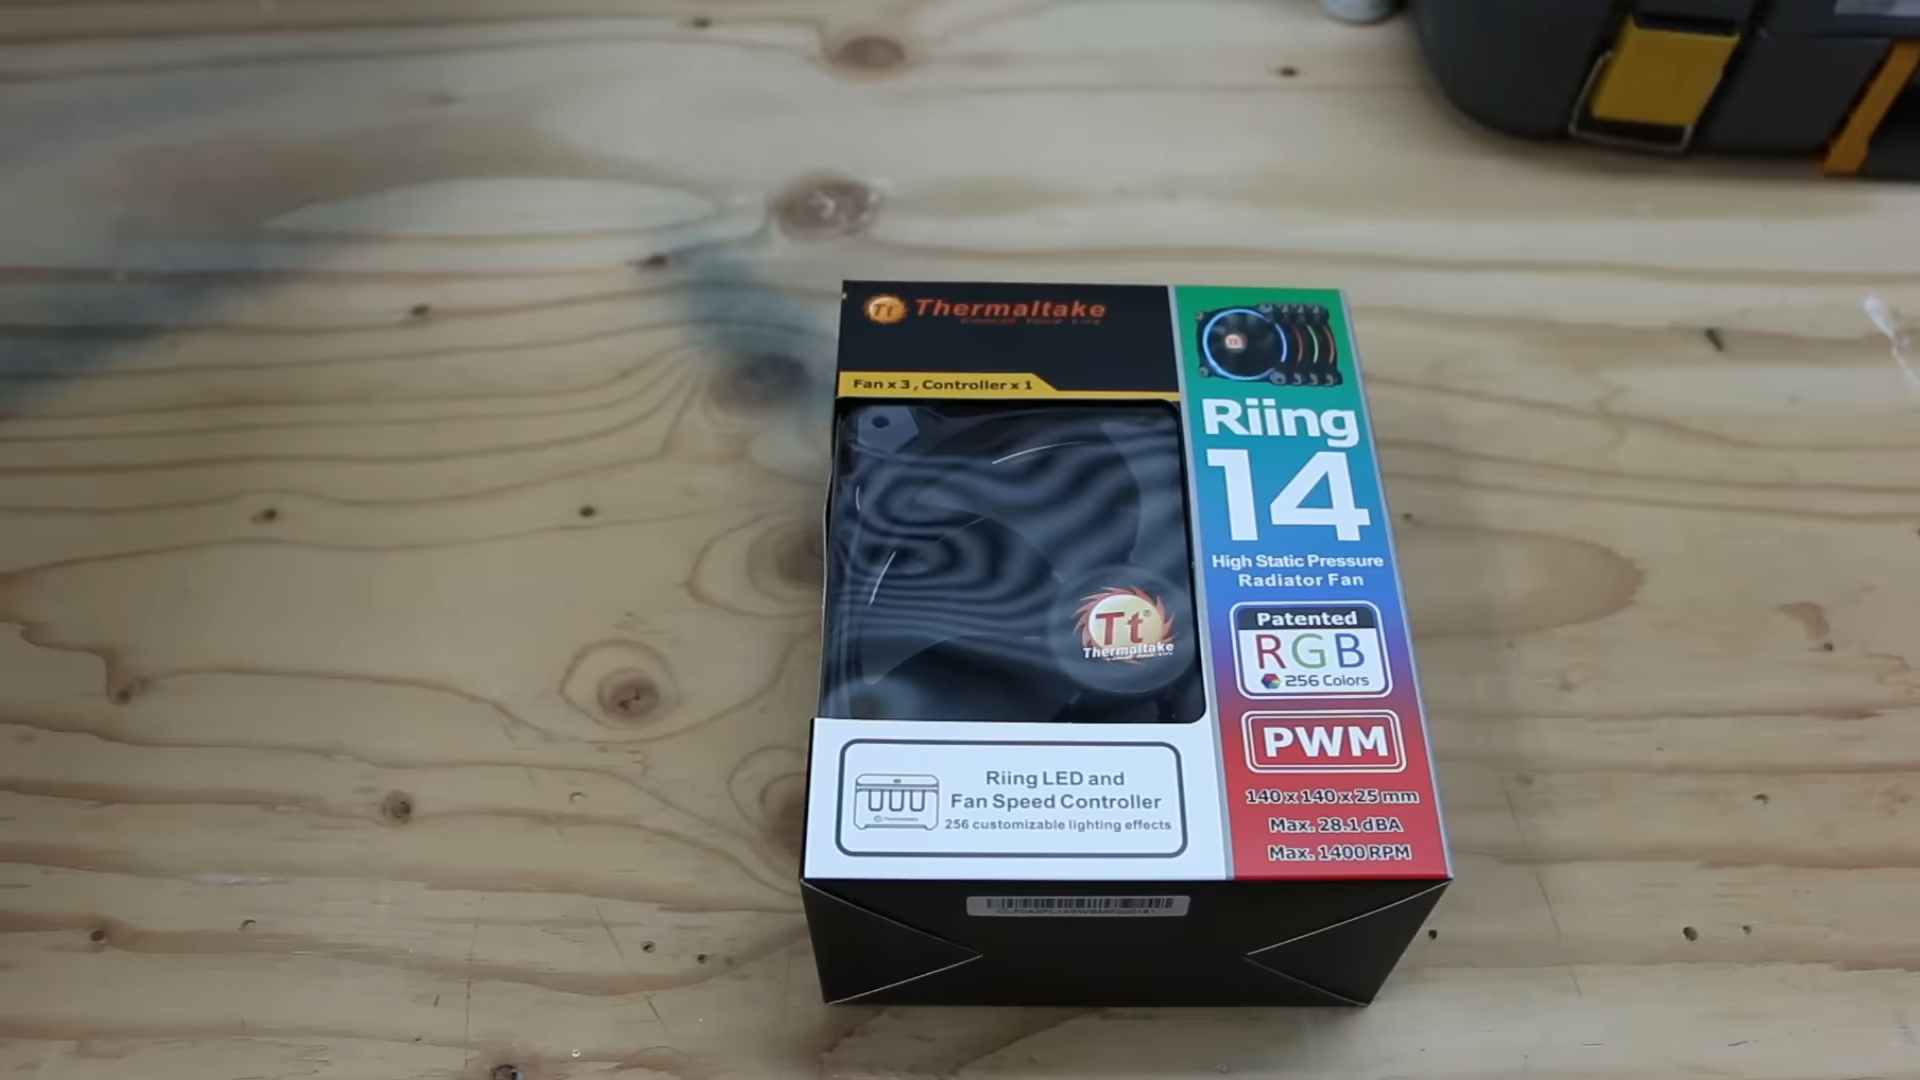 Thermaltake
Fan x 3 , Controller x 1
Riing
14
High Static Pressure
Radiator Fan
Patented
RGB
256 Colors
PWM
140 x 140 x 25 mm
Max. 28.1 dBA
Max. 1400 RPM
Tt®
Thermaltake
Riing LED and
Fan Speed Controller
256 customizable lighting effects